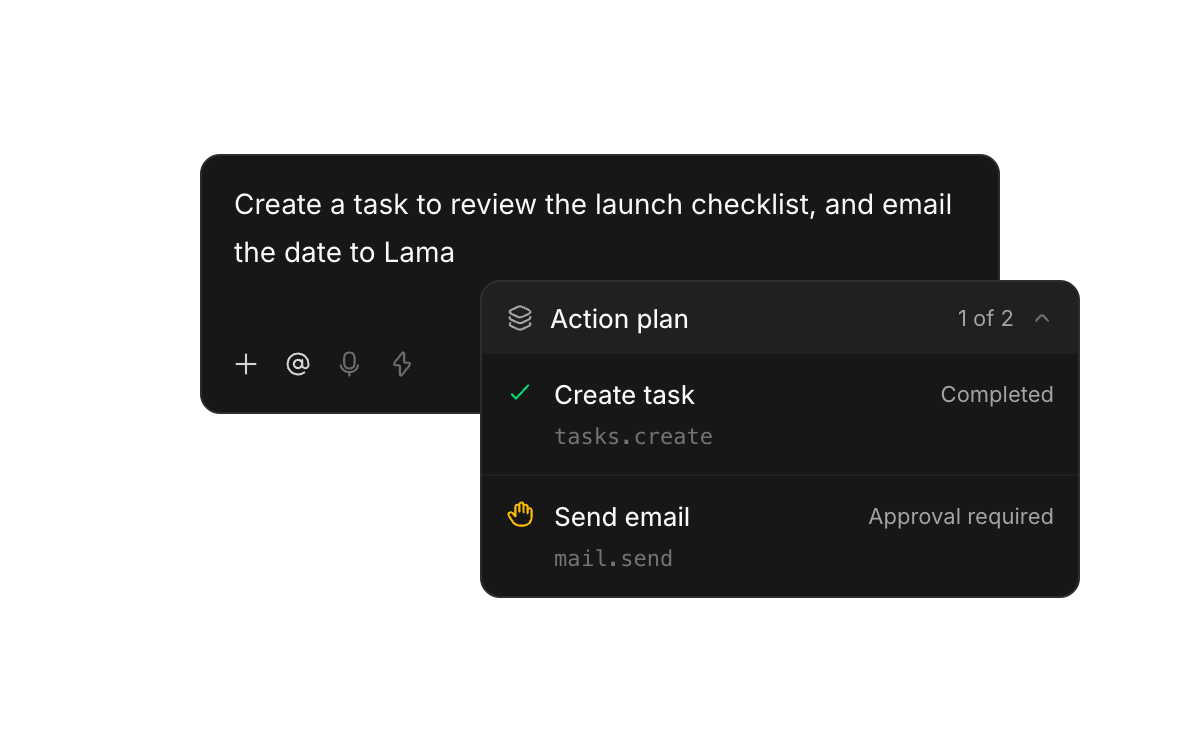 Create a task to review the launch checklist, and email
the date to Lama
Action plan
1 of 2
Create task
Completed
tasks.create
Send email
Approval required
mail.send